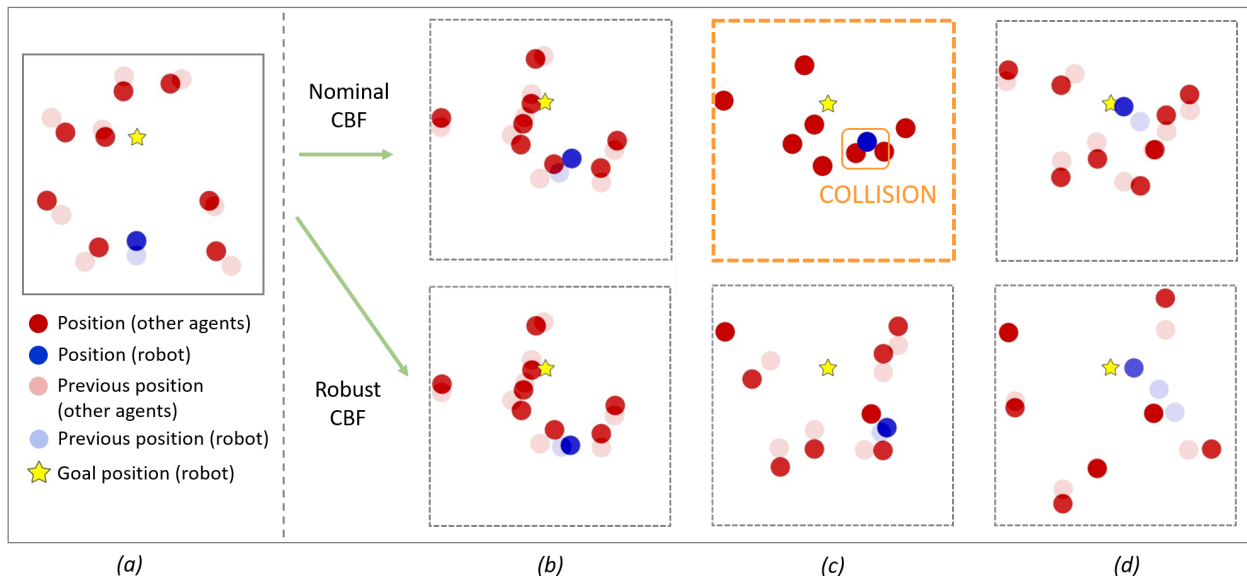 Nominal
CBF
COLLISION
Position (other agents)
Position (robot)
Previous position
(other agents)
Previous position (robot)
Goal position (robot)
Robust
CBF
(a)
(b)
(c)
(d)